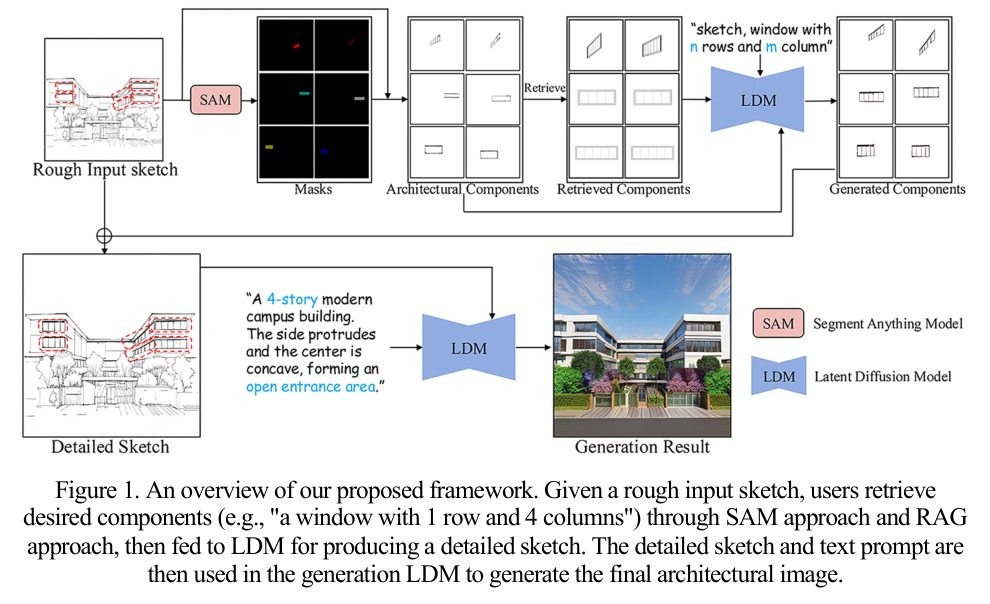 "sketch, window with
n rows and m column"
SAM
Retrieve
LDM
Rough Input sketch
Masks
Architectural Components
Retrieved Components
Generated Components
"A 4-story modern
campus building.
The side protrudes
and the center is
concave, forming an
open entrance area."
LDM
SAM
Segment Anything Model
LDM
Latent Diffusion Model
Detailed Sketch
Generation Result
Figure 1. An overview of our proposed framework. Given a rough input sketch, users retrieve
desired components (e.g., "a window with 1 row and 4 columns") through SAM approach and RAG
approach, then fed to LDM for producing a detailed sketch. The detailed sketch and text prompt are
then used in the generation LDM to generate the final architectural image.